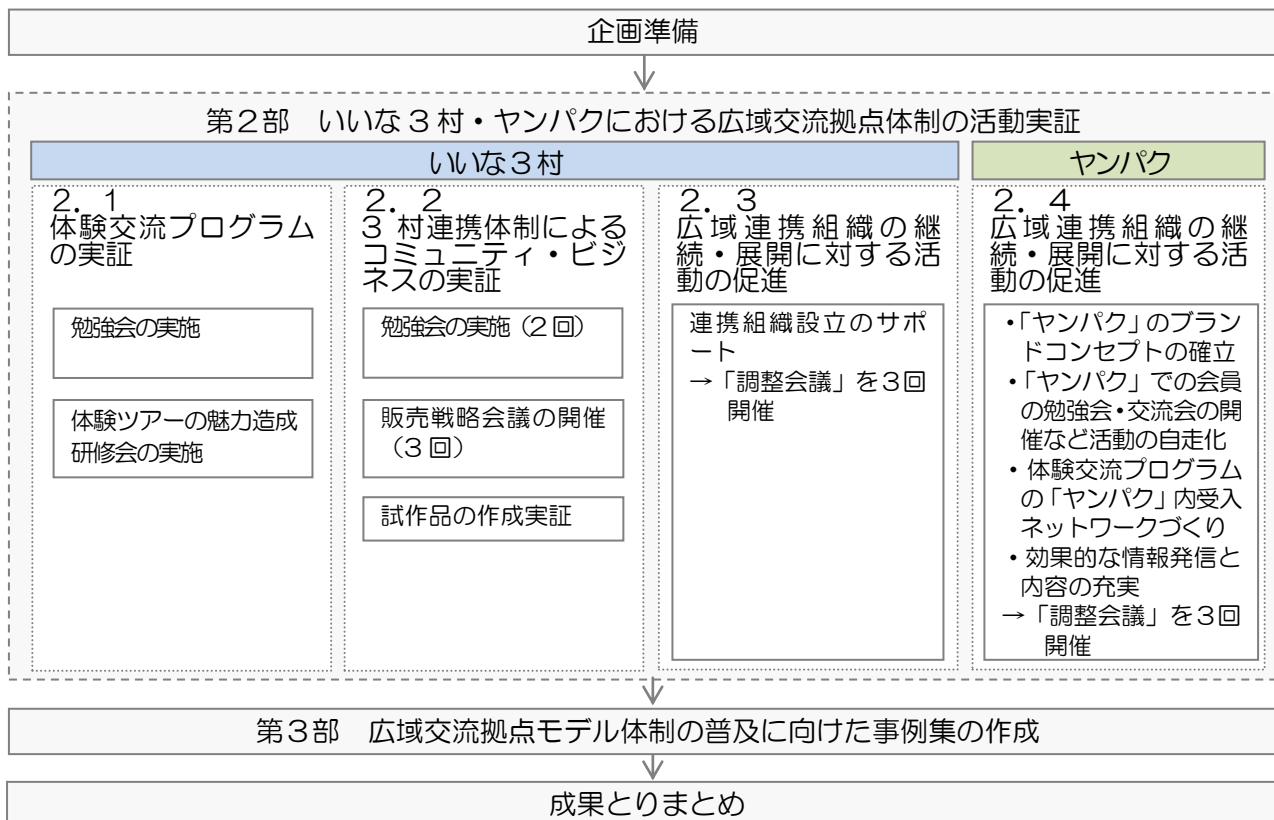 企画準備
第2部 いいな3村・ヤンパクにおける広域交流拠点体制の活動実証
いいな3村
2.1
体験交流プログラム
の実証
勉強会の実施
体験ツアーの魅力造成
研修会の実施
2.2
3村連携体制による
コミュニティ・ビジ
ネスの実証
勉強会の実施(2回)
販売戦略会議の開催
(3回)
試作品の作成実証
2.3
広域連携組織の継
続・展開に対する活
動の促進
連携組織設立のサポ
ート
→「調整会議」を3回
開催
ヤンパク
2.4
広域連携組織の継
続・展開に対する活
動の促進
・「ヤンパク」のブラン
ドコンセプトの確立
・「ヤンパク」での会員
の勉強会・交流会の開
催など活動の自走化
・体験交流プログラム
の「ヤンパク」内受入
ネットワークづくり
・効果的な情報発信と
内容の充実
→「調整会議」を3回
開催
第3部 広域交流拠点モデル体制の普及に向けた事例集の作成
成果とりまとめ